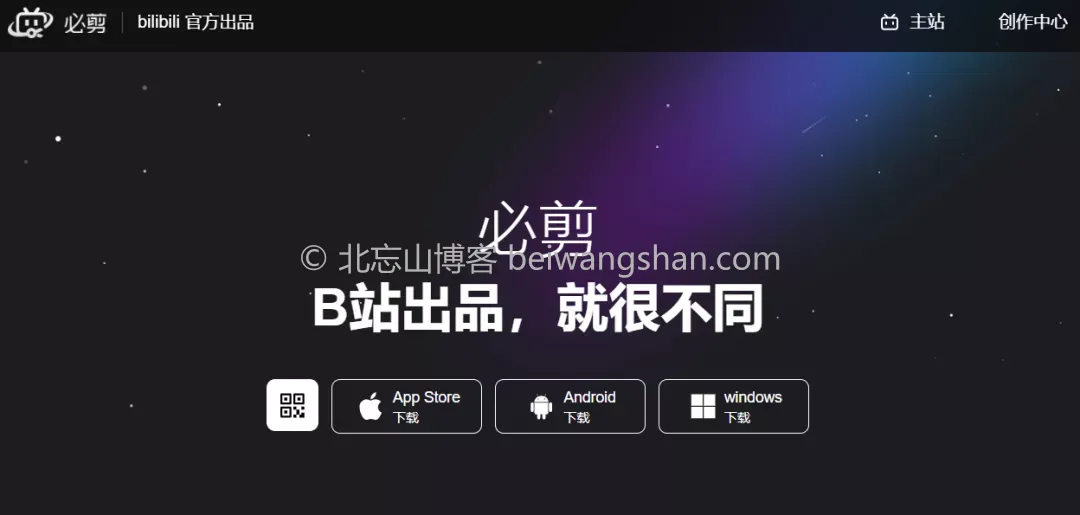 必剪 bilibili 官方出品 主站 创作中心
必剪
© 北忘山博客 beiwangshan.com
B站出品，就很不同
App Store
下载
Android
下载
windows
下载